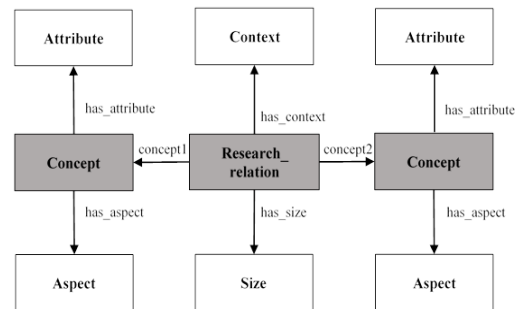 Attribute
Context
Attribute
has_attribute
has_context
has_attribute
Concept
concept1
Research_
relation
concept2
Concept
has_aspect
has_size
has_aspect
Aspect
Size
Aspect